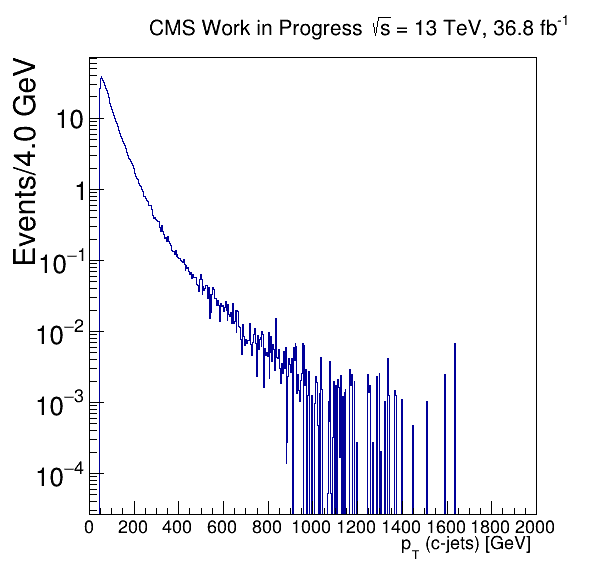 CMS Work in Progress √s = 13 TeV, 36.8 fb⁻¹
Events/4.0 GeV
10
1
10⁻¹
10⁻²
10⁻³
10⁻⁴
0 200 400 600 800 1000 1200 1400 1600 1800 2000
p_T (c-jets) [GeV]